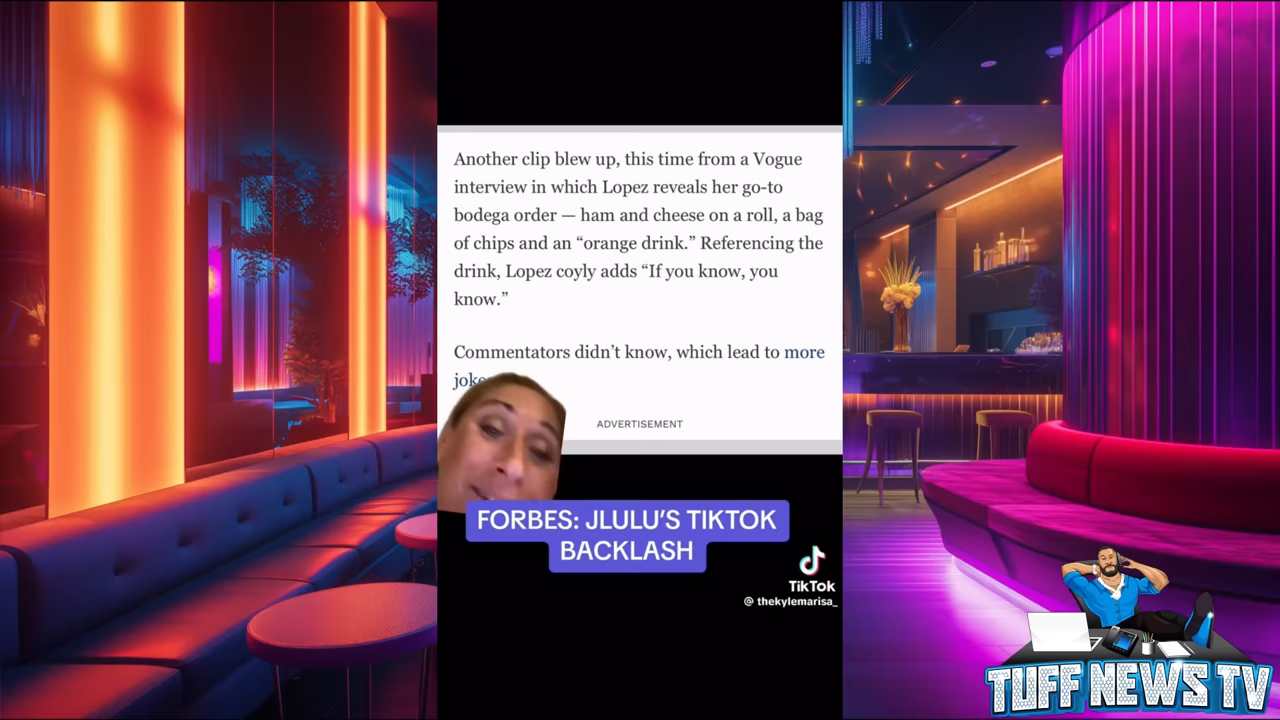 Another clip blew up, this time from a Vogue
interview in which Lopez reveals her go-to
bodega order — ham and cheese on a roll, a bag
of chips and an “orange drink.” Referencing the
drink, Lopez coyly adds “If you know, you
know.”
Commentators didn’t know, which lead to more
ADVERTISEMENT
FORBES: JLULU’S TIKTOK
BACKLASH
TikTok
@ thekylemarisa_
TUFF NEWS TV